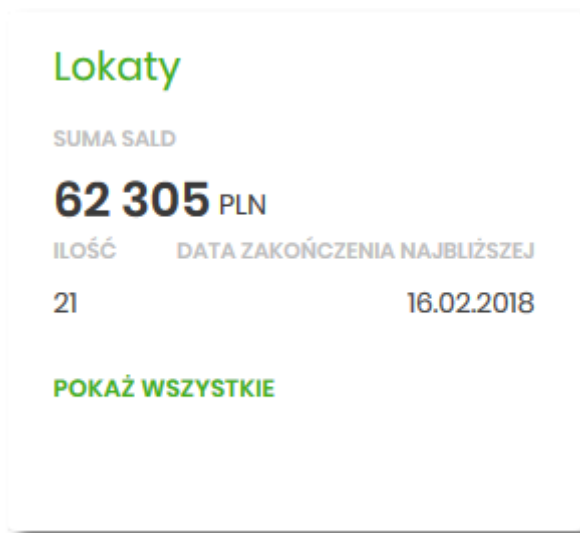 Lokaty
SUMA SALD
62 305 PLN
ILOŚĆ DATA ZAKOŃCZENIA NAJBLIŻSZEJ
21 16.02.2018
POKAŻ WSZYSTKIE